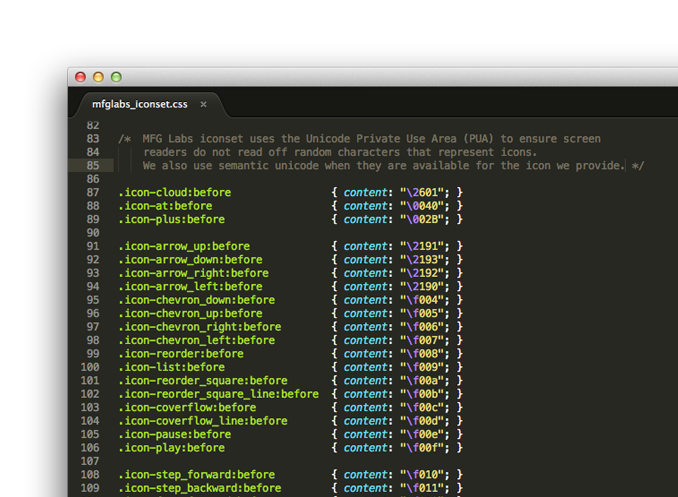 mfglabs_iconset.css ×
82
83 /* MFG Labs iconset uses the Unicode Private Use Area (PUA) to ensure screen
84 readers do not read off random characters that represent icons.
85 We also use semantic unicode when they are available for the icon we provide. */
86
87 .icon-cloud:before { content: "\2601"; }
88 .icon-at:before { content: "\0040"; }
89 .icon-plus:before { content: "\002B"; }
90
91 .icon-arrow_up:before { content: "\2191"; }
92 .icon-arrow_down:before { content: "\2193"; }
93 .icon-arrow_right:before { content: "\2192"; }
94 .icon-arrow_left:before { content: "\2190"; }
95 .icon-chevron_down:before { content: "\f004"; }
96 .icon-chevron_up:before { content: "\f005"; }
97 .icon-chevron_right:before { content: "\f006"; }
98 .icon-chevron_left:before { content: "\f007"; }
99 .icon-reorder:before { content: "\f008"; }
100 .icon-list:before { content: "\f009"; }
101 .icon-reorder_square:before { content: "\f00a"; }
102 .icon-reorder_square_line:before { content: "\f00b"; }
103 .icon-coverflow:before { content: "\f00c"; }
104 .icon-coverflow_line:before { content: "\f00d"; }
105 .icon-pause:before { content: "\f00e"; }
106 .icon-play:before { content: "\f00f"; }
107
108 .icon-step_forward:before { content: "\f010"; }
109 .icon-step_backward:before { content: "\f011"; }